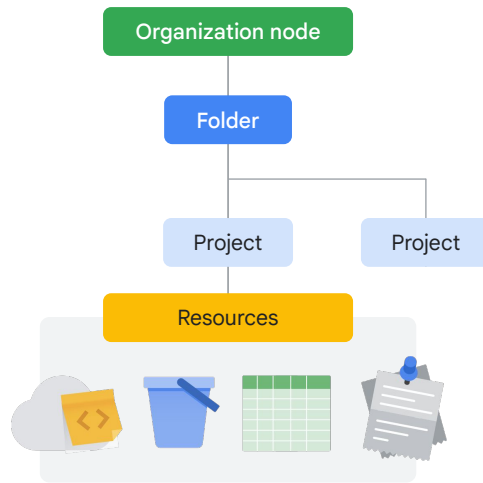 Organization node
Folder
Project
Project
Resources